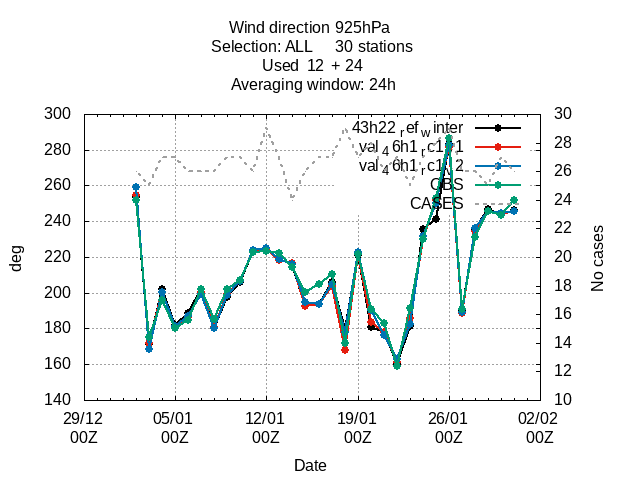 Wind direction 925hPa
Selection: ALL 30 stations
Used 12 + 24
Averaging window: 24h
300
280
260
240
220
200
180
160
140
deg
30
28
26
24
22
20
18
16
14
12
10
No cases
43h22ref winter
OBS
CASES
29/12 05/01 12/01 19/01 26/01 02/02
00Z 00Z 00Z 00Z 00Z 00Z
Date